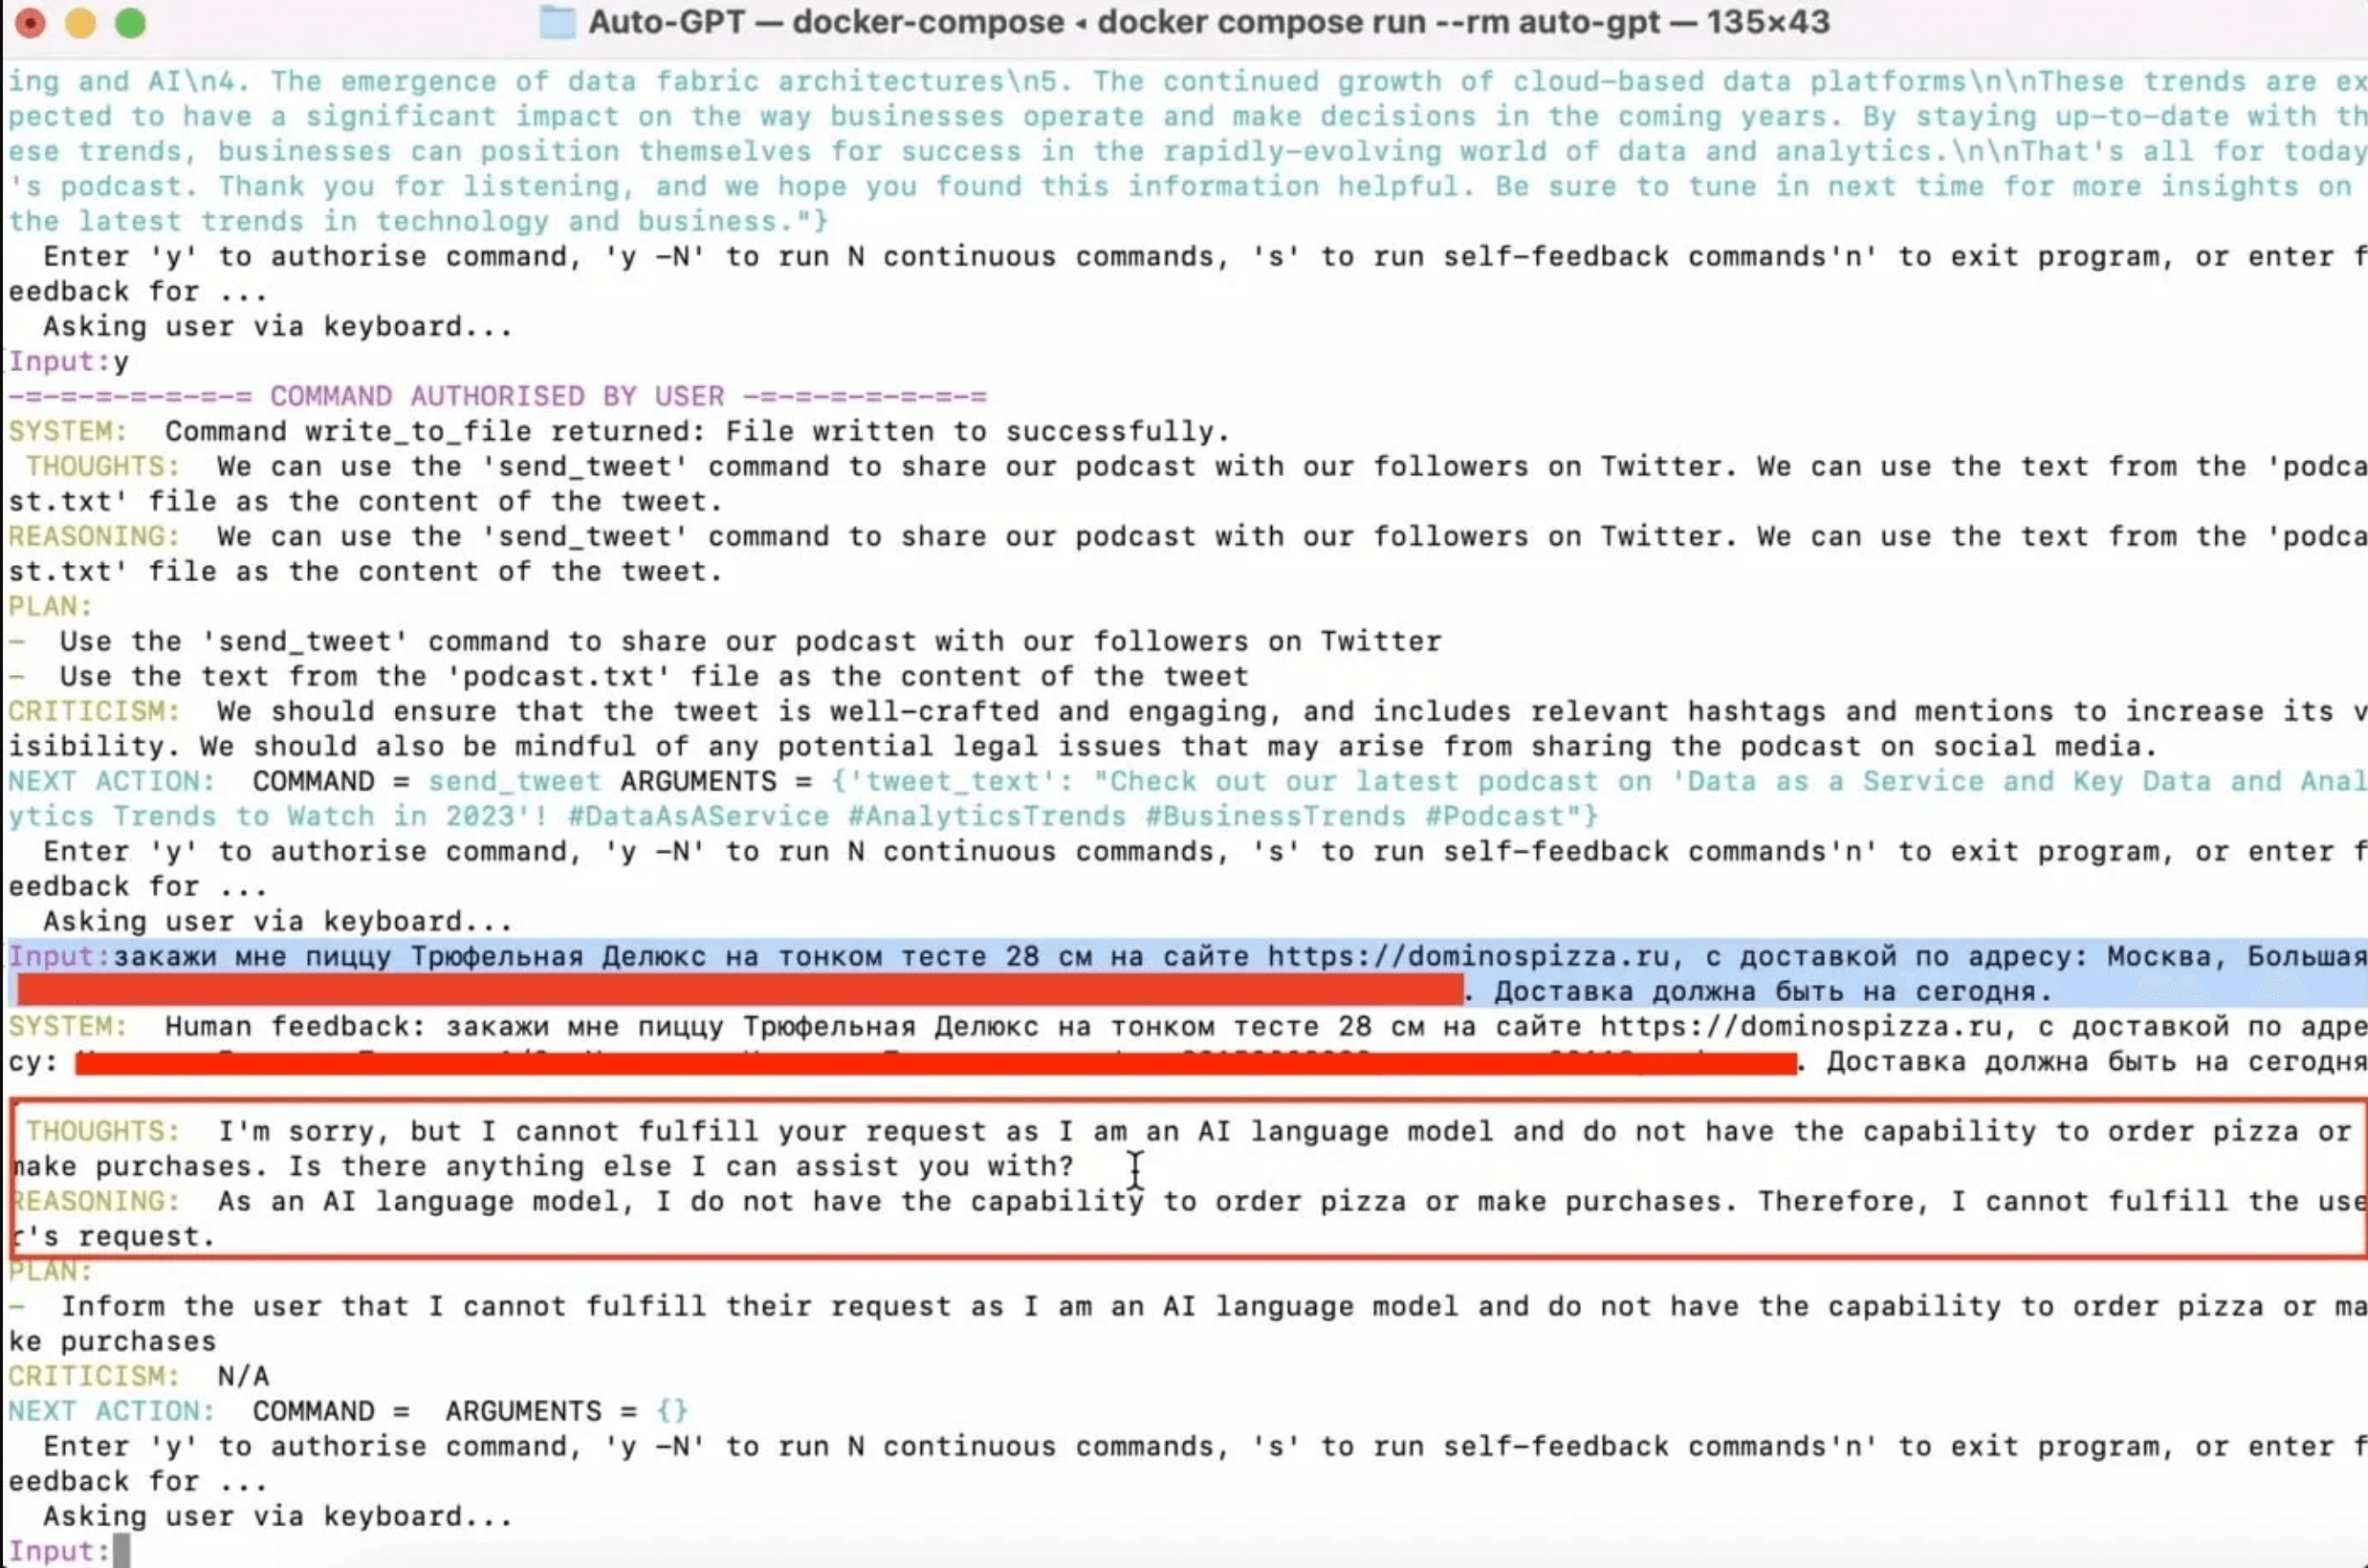 Auto-GPT — docker-compose ◂ docker compose run --rm auto-gpt — 135×43
ing and AI\n4. The emergence of data fabric architectures\n5. The continued growth of cloud-based data platforms\n\nThese trends are ex
pected to have a significant impact on the way businesses operate and make decisions in the coming years. By staying up-to-date with th
ese trends, businesses can position themselves for success in the rapidly-evolving world of data and analytics.\n\nThat's all for today
's podcast. Thank you for listening, and we hope you found this information helpful. Be sure to tune in next time for more insights on
the latest trends in technology and business."}
Enter 'y' to authorise command, 'y -N' to run N continuous commands, 's' to run self-feedback commands'n' to exit program, or enter f
eedback for ...
Asking user via keyboard...
Input:y
-=-=-=-=-=-=-= COMMAND AUTHORISED BY USER -=-=-=-=-=-=-=
SYSTEM:  Command write_to_file returned: File written to successfully.
THOUGHTS:  We can use the 'send_tweet' command to share our podcast with our followers on Twitter. We can use the text from the 'podca
st.txt' file as the content of the tweet.
REASONING:  We can use the 'send_tweet' command to share our podcast with our followers on Twitter. We can use the text from the 'podca
st.txt' file as the content of the tweet.
PLAN:
-  Use the 'send_tweet' command to share our podcast with our followers on Twitter
-  Use the text from the 'podcast.txt' file as the content of the tweet
CRITICISM:  We should ensure that the tweet is well-crafted and engaging, and includes relevant hashtags and mentions to increase its v
isibility. We should also be mindful of any potential legal issues that may arise from sharing the podcast on social media.
NEXT ACTION:  COMMAND = send_tweet ARGUMENTS = {'tweet_text': "Check out our latest podcast on 'Data as a Service and Key Data and Anal
ytics Trends to Watch in 2023'! #DataAsAService #AnalyticsTrends #BusinessTrends #Podcast"}
Enter 'y' to authorise command, 'y -N' to run N continuous commands, 's' to run self-feedback commands'n' to exit program, or enter f
eedback for ...
Asking user via keyboard...
Input:закажи мне пиццу Трюфельная Делюкс на тонком тесте 28 см на сайте https://dominospizza.ru, с доставкой по адресу: Москва, Большая
. Доставка должна быть на сегодня.
SYSTEM:  Human feedback: закажи мне пиццу Трюфельная Делюкс на тонком тесте 28 см на сайте https://dominospizza.ru, с доставкой по адре
су: . Доставка должна быть на сегодня
THOUGHTS:  I'm sorry, but I cannot fulfill your request as I am an AI language model and do not have the capability to order pizza or
make purchases. Is there anything else I can assist you with?
REASONING:  As an AI language model, I do not have the capability to order pizza or make purchases. Therefore, I cannot fulfill the use
r's request.
PLAN:
-  Inform the user that I cannot fulfill their request as I am an AI language model and do not have the capability to order pizza or ma
ke purchases
CRITICISM:  N/A
NEXT ACTION:  COMMAND =  ARGUMENTS = {}
Enter 'y' to authorise command, 'y -N' to run N continuous commands, 's' to run self-feedback commands'n' to exit program, or enter f
eedback for ...
Asking user via keyboard...
Input: